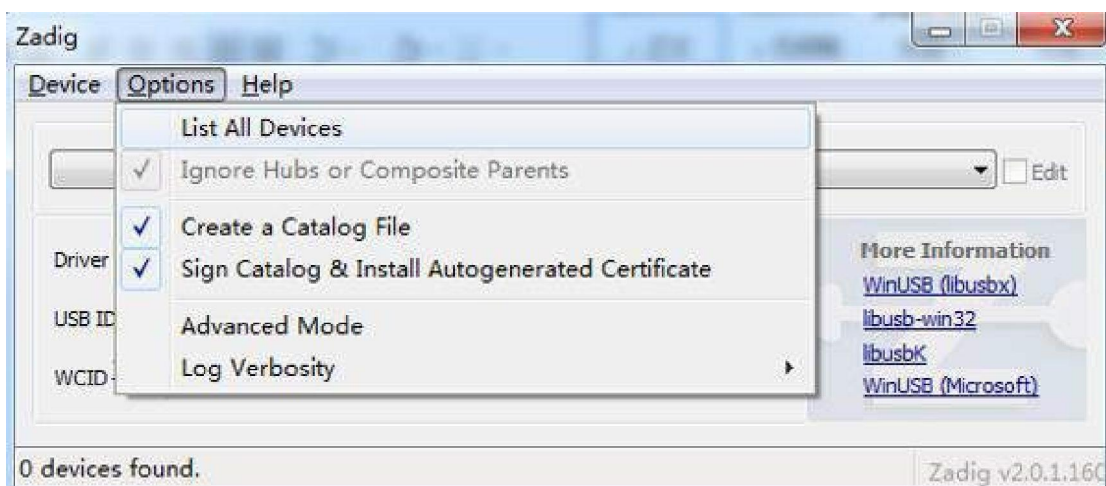 Zadig
Device Options Help
List All Devices
Ignore Hubs or Composite Parents
Edit
Create a Catalog File
Sign Catalog & Install Autogenerated Certificate
Advanced Mode
Log Verbosity
Driver
USB ID
WCID
More Information
WinUSB (libusbx)
libusb-win32
libusbK
WinUSB (Microsoft)
0 devices found.
Zadig v2.0.1.160